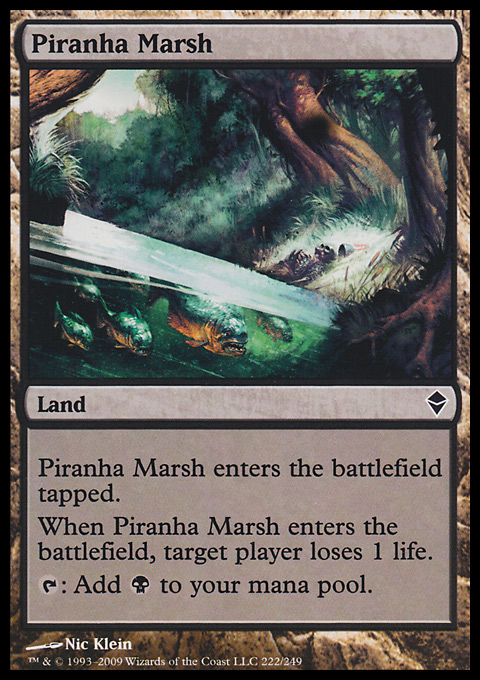 Piranha Marsh
Land
Piranha Marsh enters the battlefield
tapped.
When Piranha Marsh enters the
battlefield, target player loses 1 life.
: Add to your mana pool.
Nic Klein
™ & © 1993–2009 Wizards of the Coast LLC 222/249